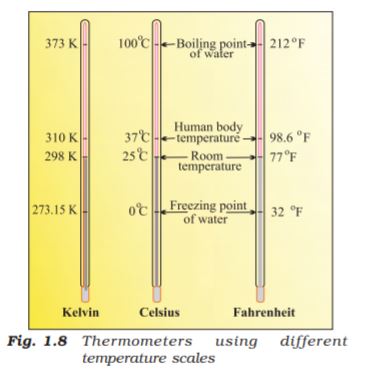 373 K 100°C Boiling point 212°F
of water
Human body
310 K 37°C temperature 98.6 °F
298 K 25°C Room 77°F
temperature
273.15 K 0°C Freezing point 32 °F
of water
Kelvin Celsius Fahrenheit
Fig. 1.8 Thermometers using different
temperature scales